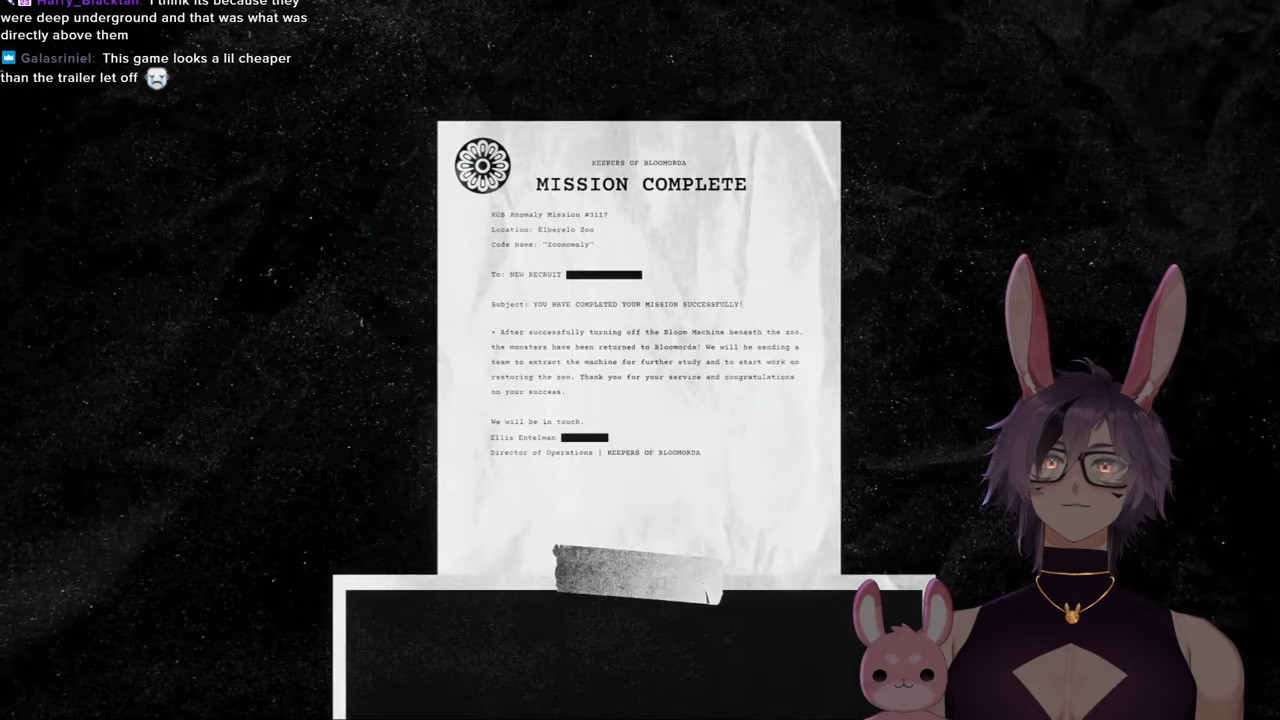 Harry_Blacklan: I think its because they
were deep underground and that was what was
directly above them
Galasriniel: This game looks a lil cheaper
than the trailer let off
KEEPERS OF BLOOMORDA
MISSION COMPLETE
KOB Anomaly Mission #3117
Location: Elberelo Zoo
Code Name: "Zoonomaly"
To: NEW RECRUIT
Subject: YOU HAVE COMPLETED YOUR MISSION SUCCESSFULLY!
• After successfully turning off the Bloom Machine beneath the zoo,
the monsters have been returned to Bloomorda! We will be sending a
team to extract the machine for further study and to start work on
restoring the zoo. Thank you for your service and congratulations
on your success.
We will be in touch.
Ellis Entelman
Director of Operations | KEEPERS OF BLOOMORDA